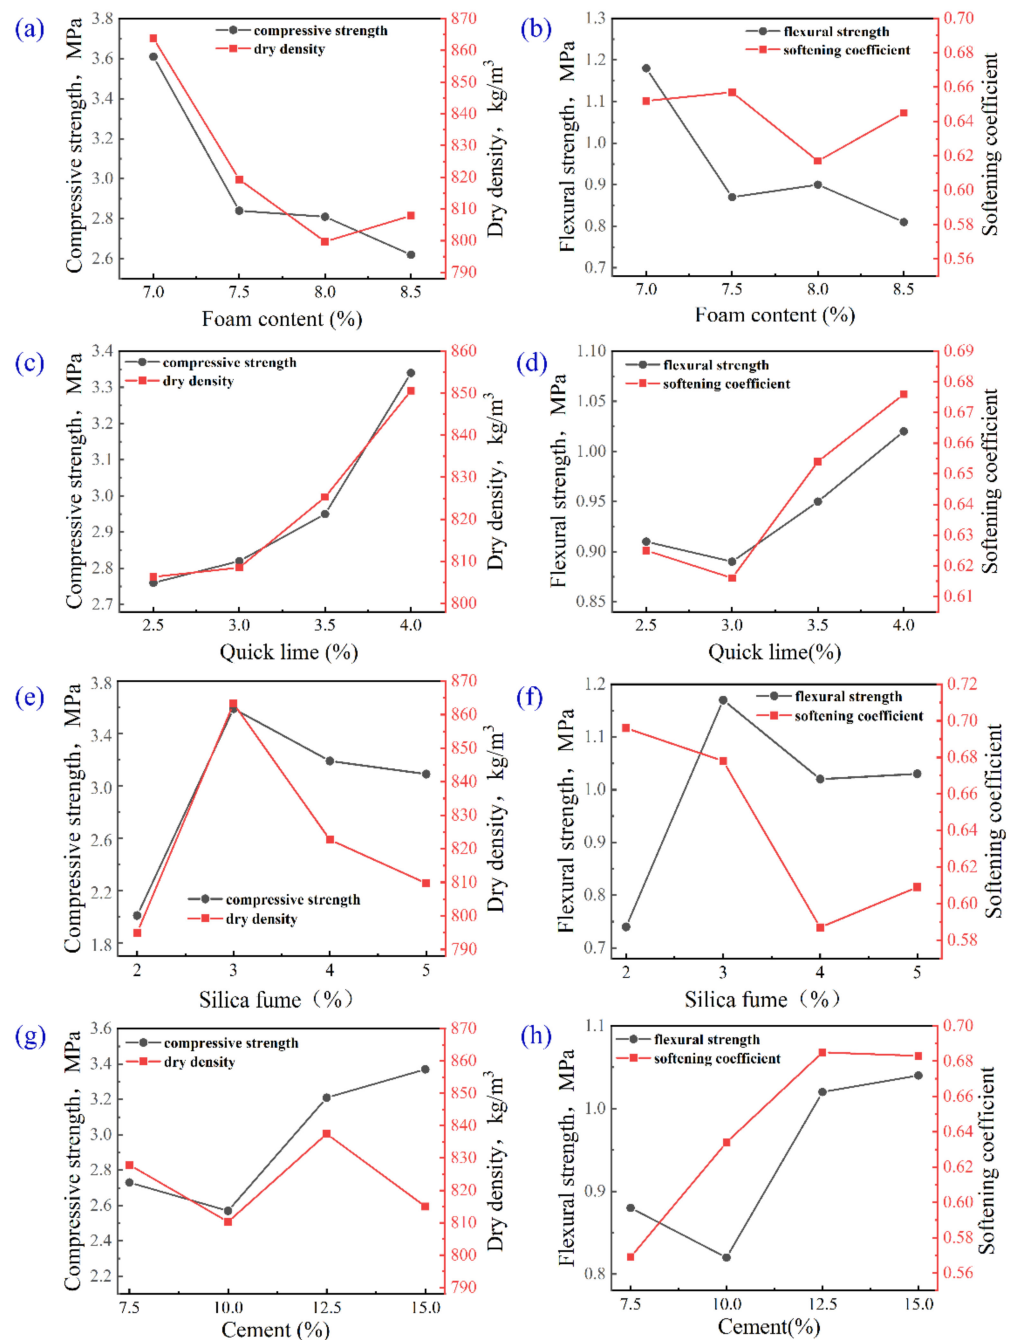 (a)
compressive strength
dry density
Compressive strength, MPa
3.8
3.6
3.4
3.2
3.0
2.8
2.6
870
860
850
840
830
820
810
800
790
Dry density, kg/m³
7.0 7.5 8.0 8.5
Foam content (%)
(b)
flexural strength
softening coefficient
Flexural strength, MPa
1.3
1.2
1.1
1.0
0.9
0.8
0.7
0.70
0.68
0.66
0.64
0.62
0.60
0.58
0.56
Softening coefficient
7.0 7.5 8.0 8.5
Foam content (%)
(c)
compressive strength
dry density
Compressive strength, MPa
3.4
3.3
3.2
3.1
3.0
2.9
2.8
2.7
860
850
840
830
820
810
800
Dry density, kg/m³
2.5 3.0 3.5 4.0
Quick lime (%)
(d)
flexural strength
softening coefficient
Flexural strength, MPa
1.10
1.05
1.00
0.95
0.90
0.85
0.69
0.68
0.67
0.66
0.65
0.64
0.63
0.62
0.61
Softening coefficient
2.5 3.0 3.5 4.0
Quick lime(%)
(e)
compressive strength
dry density
Compressive strength, MPa
3.8
3.4
3.0
2.6
2.2
1.8
870
860
850
840
830
820
810
800
790
Dry density, kg/m³
2 3 4 5
Silica fume（%）
(f)
flexural strength
softening coefficient
Flexural strength, MPa
1.2
1.1
1.0
0.9
0.8
0.7
0.72
0.70
0.68
0.66
0.64
0.62
0.60
0.58
Softening coefficient
2 3 4 5
Silica fume（%）
(g)
compressive strength
dry density
Compressive strength, MPa
3.6
3.4
3.2
3.0
2.8
2.6
2.4
2.2
870
860
850
840
830
820
810
800
790
Dry density, kg/m³
7.5 10.0 12.5 15.0
Cement (%)
(h)
flexural strength
softening coefficient
Flexural strength, MPa
1.1
1.0
0.9
0.8
0.70
0.68
0.66
0.64
0.62
0.60
0.58
0.56
Softening coefficient
7.5 10.0 12.5 15.0
Cement(%)